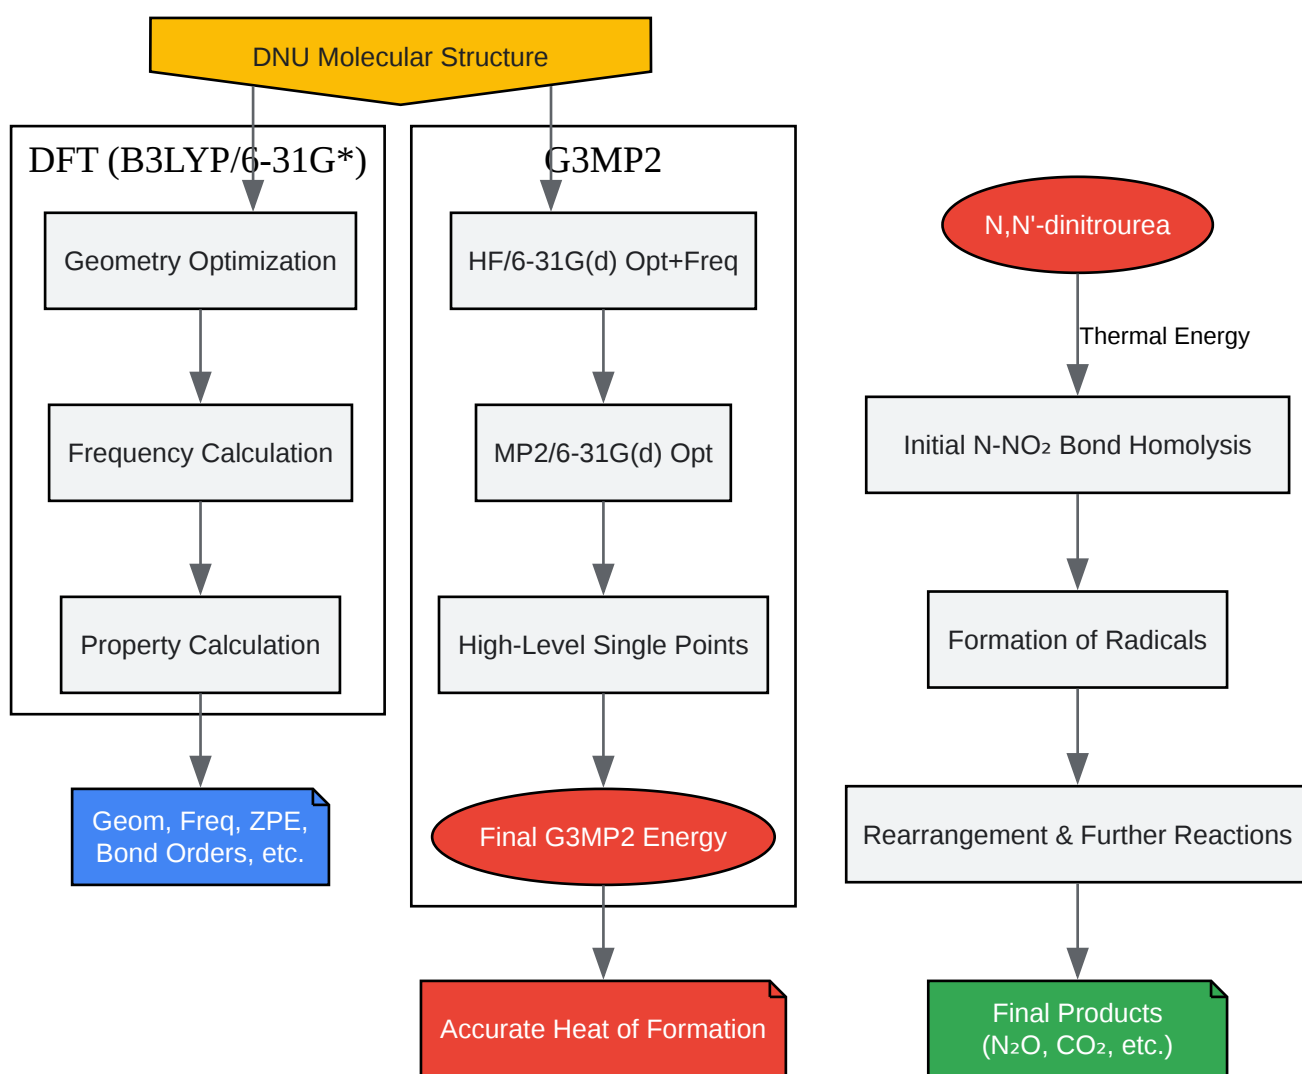 DNU Molecular Structure
DFT (B3LYP/6-31G*)
Geometry Optimization
Frequency Calculation
Property Calculation
Geom, Freq, ZPE,
Bond Orders, etc.
G3MP2
HF/6-31G(d) Opt+Freq
MP2/6-31G(d) Opt
High-Level Single Points
Final G3MP2 Energy
Accurate Heat of Formation
N,N'-dinitrourea
Thermal Energy
Initial N-NO₂ Bond Homolysis
Formation of Radicals
Rearrangement & Further Reactions
Final Products
(N₂O, CO₂, etc.)